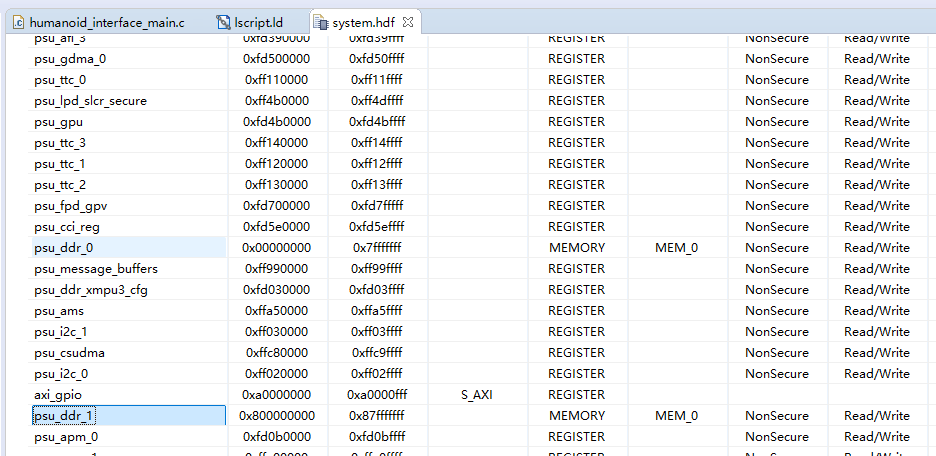 humanoid_interface_main.c lscript.ld system.hdf
psu_afi_3 0xfd390000 0xfd39ffff REGISTER NonSecure Read/Write
psu_gdma_0 0xfd500000 0xfd50ffff REGISTER NonSecure Read/Write
psu_ttc_0 0xff110000 0xff11ffff REGISTER NonSecure Read/Write
psu_lpd_slcr_secure 0xff4b0000 0xff4dffff REGISTER NonSecure Read/Write
psu_gpu 0xfd4b0000 0xfd4bffff REGISTER NonSecure Read/Write
psu_ttc_3 0xff140000 0xff14ffff REGISTER NonSecure Read/Write
psu_ttc_1 0xff120000 0xff12ffff REGISTER NonSecure Read/Write
psu_ttc_2 0xff130000 0xff13ffff REGISTER NonSecure Read/Write
psu_fpd_gpv 0xfd700000 0xfd7fffff REGISTER NonSecure Read/Write
psu_cci_reg 0xfd5e0000 0xfd5effff REGISTER NonSecure Read/Write
psu_ddr_0 0x00000000 0x7fffffff MEMORY MEM_0 NonSecure Read/Write
psu_message_buffers 0xff990000 0xff99ffff REGISTER NonSecure Read/Write
psu_ddr_xmpu3_cfg 0xfd030000 0xfd03ffff REGISTER NonSecure Read/Write
psu_ams 0xffa50000 0xffa5ffff REGISTER NonSecure Read/Write
psu_i2c_1 0xff030000 0xff03ffff REGISTER NonSecure Read/Write
psu_csudma 0xffc80000 0xffc9ffff REGISTER NonSecure Read/Write
psu_i2c_0 0xff020000 0xff02ffff REGISTER NonSecure Read/Write
axi_gpio 0xa0000000 0xa0000fff S_AXI REGISTER
psu_ddr_1 0x800000000 0x87fffffff MEMORY MEM_0 NonSecure Read/Write
psu_apm_0 0xfd0b0000 0xfd0bffff REGISTER NonSecure Read/Write